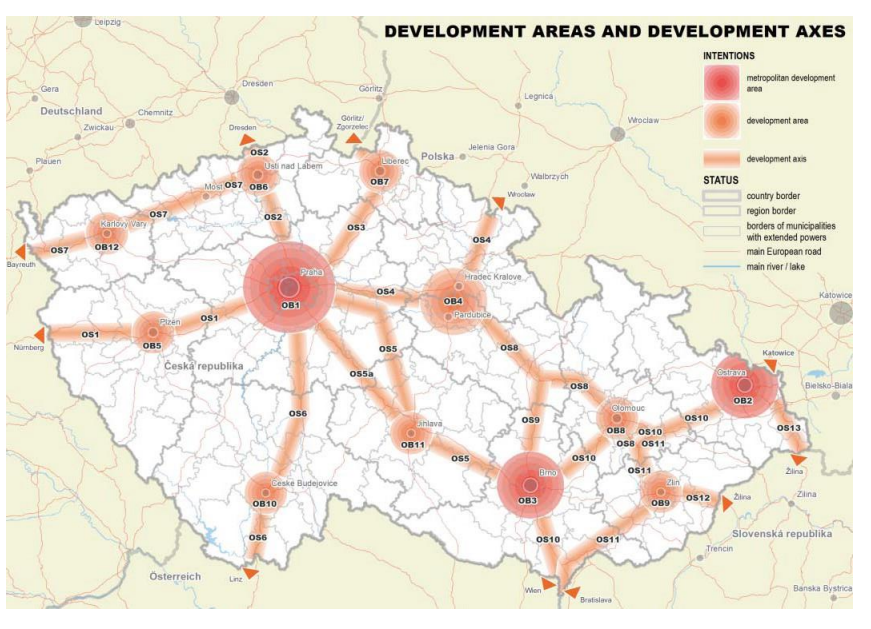 DEVELOPMENT AREAS AND DEVELOPMENT AXES
INTENTIONS
metropolitan development
area
development area
development axis
STATUS
country border
region border
borders of municipalities
with extended powers
main European road
main river / lake
Leipzig
Gera
Dresden
Görlitz
Legnica
Deutschland
Chemnitz
Zwickau
Wroclaw
Dresden
Görlitz/
Zgorzelec
Plauen
OS2
Polska
Jelenia Gora
Walbrzych
Wroclaw
Usti nad Labem
OB6
Liberec
OB7
Most
OS7
OS7
OS2
OS3
OS4
Karlovy Vary
OB12
OS7
Bayreuth
Praha
OB1
OS4
Hradec Kralove
OB4
Pardubice
Katowice
Plzen
OS1
OS1
OB5
Nürnberg
Česká republika
OS5
OS5a
OS8
OS8
Katowice
Ostrava
OB2
Bielsko-Biala
OS6
OS9
Olomouc
OB8
OS10
OS10
OS13
Jihlava
OB11
OS8
OS11
OS5
OS10
OS11
Žilina
Brno
OB3
Zlin
OB9
OS12
Žilina
Zilina
Ceske Budejovice
OB10
OS6
OS10
OS11
Slovenská republika
Trencin
Österreich
Linz
Wien
Bratislava
Banska Bystrica